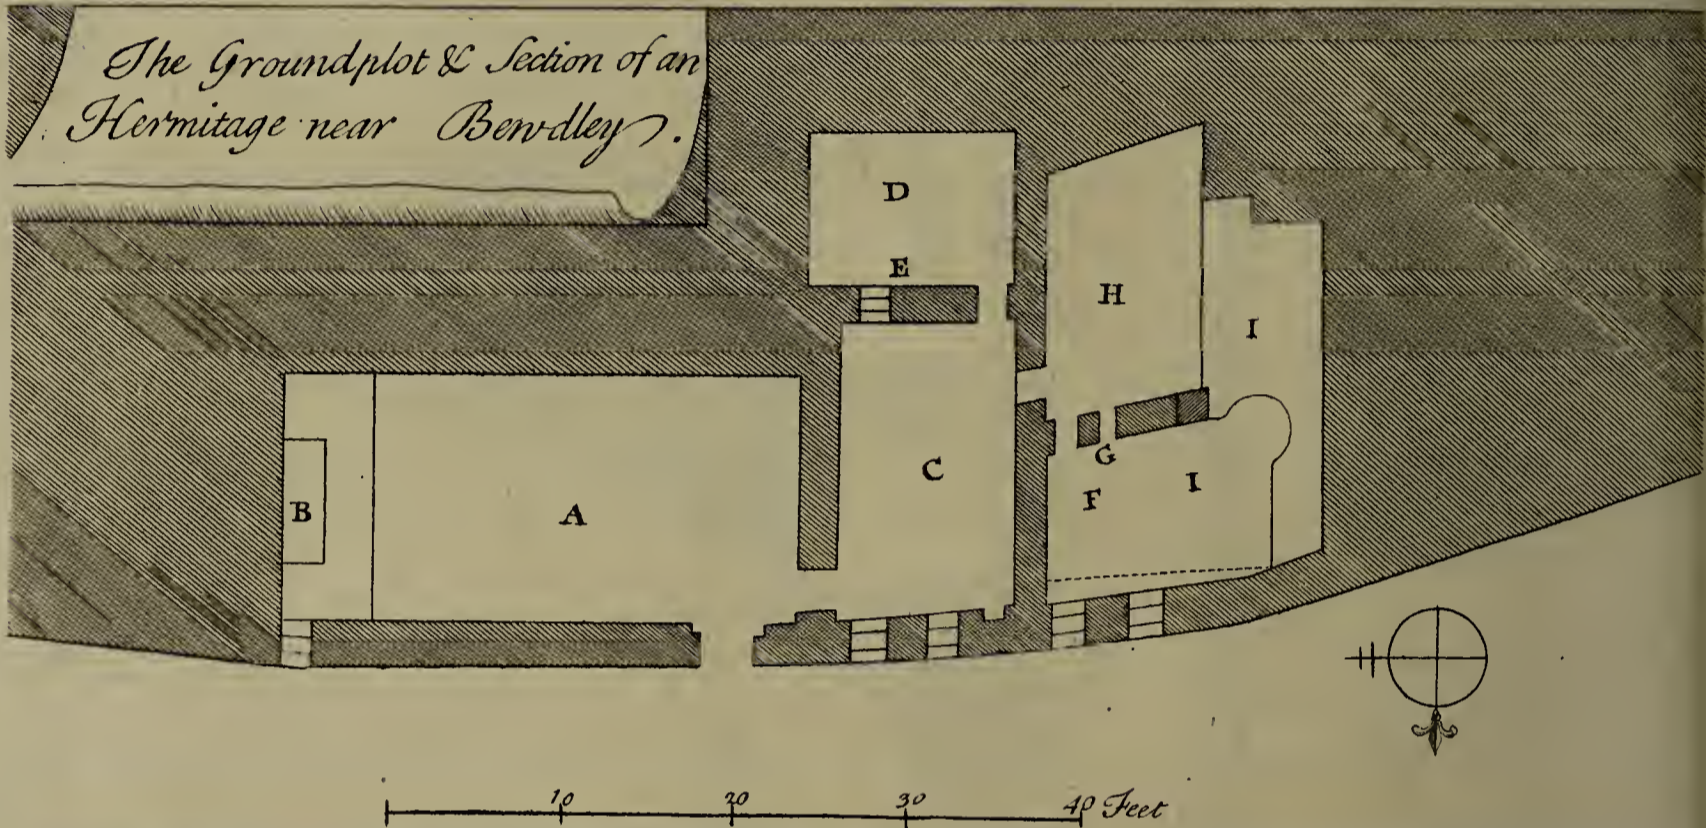 The Groundplot & Section of an
Hermitage near Bewdley.
D
E
H
I
C
G
B
A
F
I
10 20 30 40 Feet